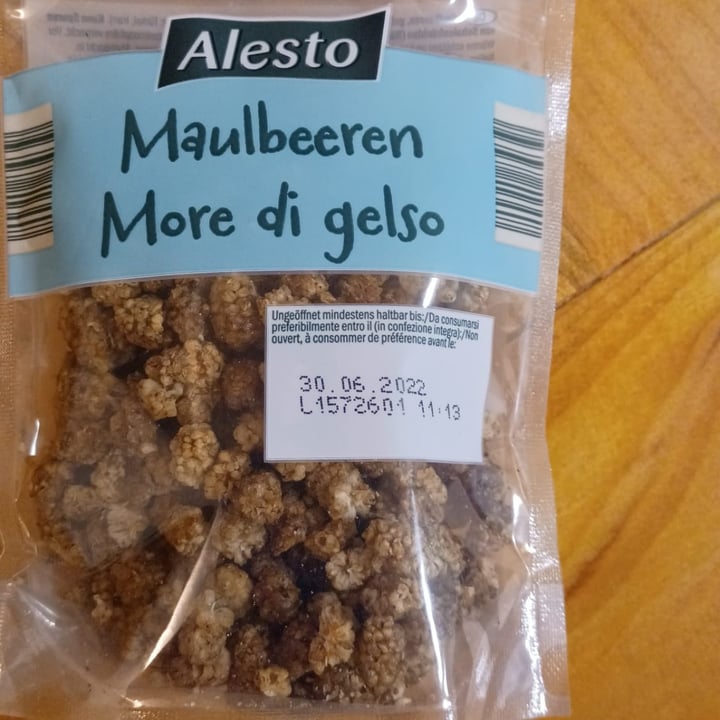 Alesto
Maulbeeren
More di gelso
Ungeöffnet mindestens haltbar bis:/Da consumarsi
preferibilmente entro il (in confezione integra):/Non
ouvert, à consommer de préférence avant le:
30.06.2022
L1572601 11:13